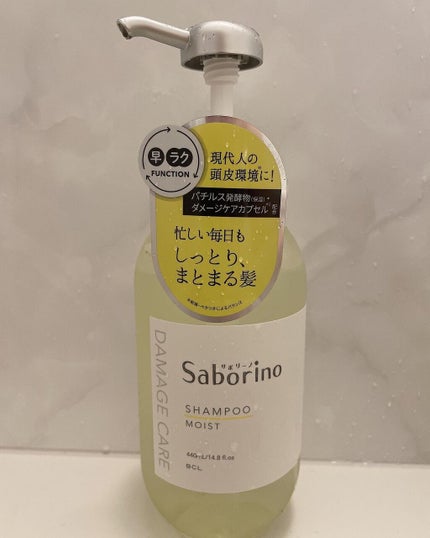 早ラク
FUNCTION
現代人の
頭皮環境に!
バチルス発酵物(保湿)*
ダメージケアカプセル配合
忙しい毎日も
しっとり、
まとまる髪
DAMAGE CARE
サボリーノ
Saborino
SHAMPOO
MOIST
440mL/14.8 fl.oz
BCL